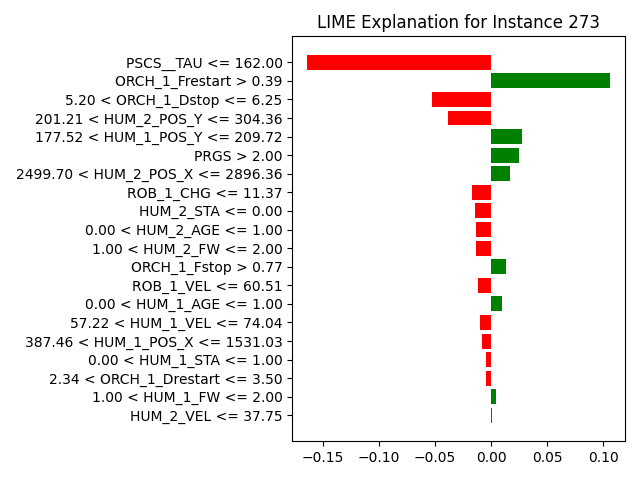 LIME Explanation for Instance 273
PSCS__TAU <= 162.00
ORCH_1_Frestart > 0.39
5.20 < ORCH_1_Dstop <= 6.25
201.21 < HUM_2_POS_Y <= 304.36
177.52 < HUM_1_POS_Y <= 209.72
PRGS > 2.00
2499.70 < HUM_2_POS_X <= 2896.36
ROB_1_CHG <= 11.37
HUM_2_STA <= 0.00
0.00 < HUM_2_AGE <= 1.00
1.00 < HUM_2_FW <= 2.00
ORCH_1_Fstop > 0.77
ROB_1_VEL <= 60.51
0.00 < HUM_1_AGE <= 1.00
57.22 < HUM_1_VEL <= 74.04
387.46 < HUM_1_POS_X <= 1531.03
0.00 < HUM_1_STA <= 1.00
2.34 < ORCH_1_Drestart <= 3.50
1.00 < HUM_1_FW <= 2.00
HUM_2_VEL <= 37.75
−0.15 −0.10 −0.05 0.00 0.05 0.10